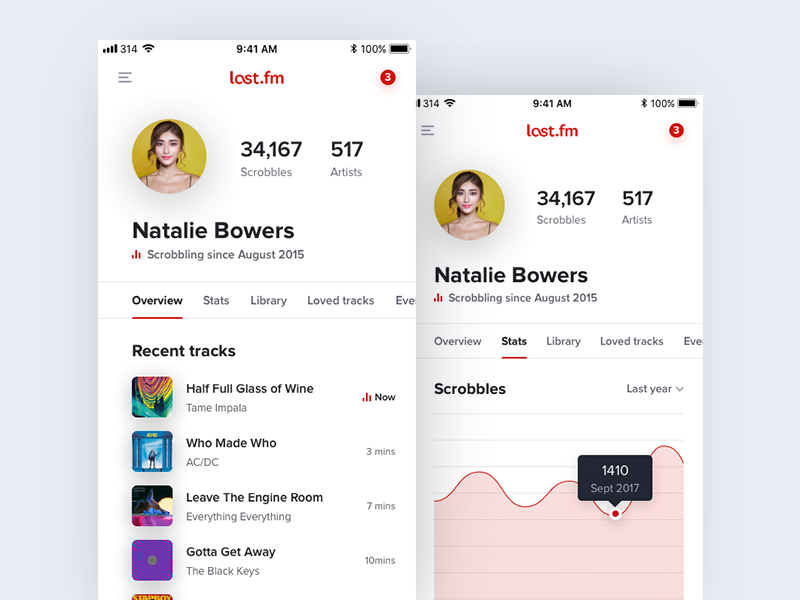 314
9:41 AM
100%
last.fm
3
34,167
517
Scrobbles
Artists
Natalie Bowers
Scrobbling since August 2015
Overview
Stats
Library
Loved tracks
Eve
Recent tracks
Half Full Glass of Wine
Tame Impala
Now
Who Made Who
AC/DC
3 mins
Leave The Engine Room
Everything Everything
7 mins
Gotta Get Away
The Black Keys
10mins
STARBOY
314
9:41 AM
100%
last.fm
3
34,167
517
Scrobbles
Artists
Natalie Bowers
Scrobbling since August 2015
Overview
Stats
Library
Loved tracks
Eve
Scrobbles
Last year
1410
Sept 2017